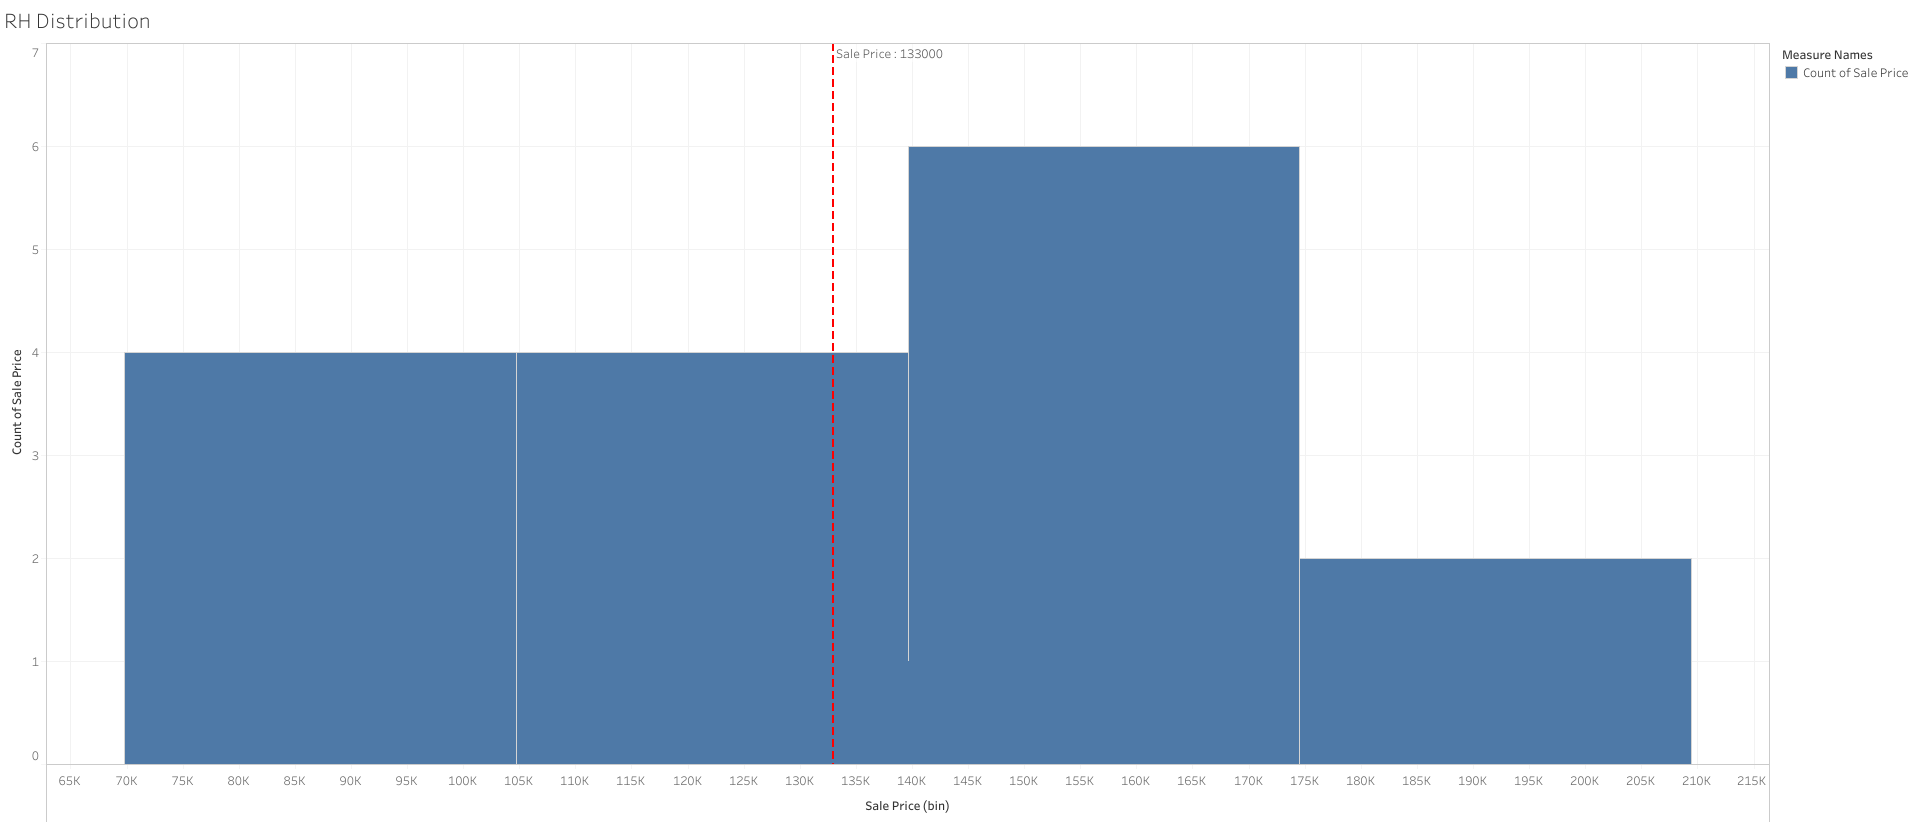 RH Distribution
Sale Price : 133000
Measure Names
Count of Sale Price
Count of Sale Price
7
6
5
4
3
2
1
0
65K 70K 75K 80K 85K 90K 95K 100K 105K 110K 115K 120K 125K 130K 135K 140K 145K 150K 155K 160K 165K 170K 175K 180K 185K 190K 195K 200K 205K 210K 215K
Sale Price (bin)